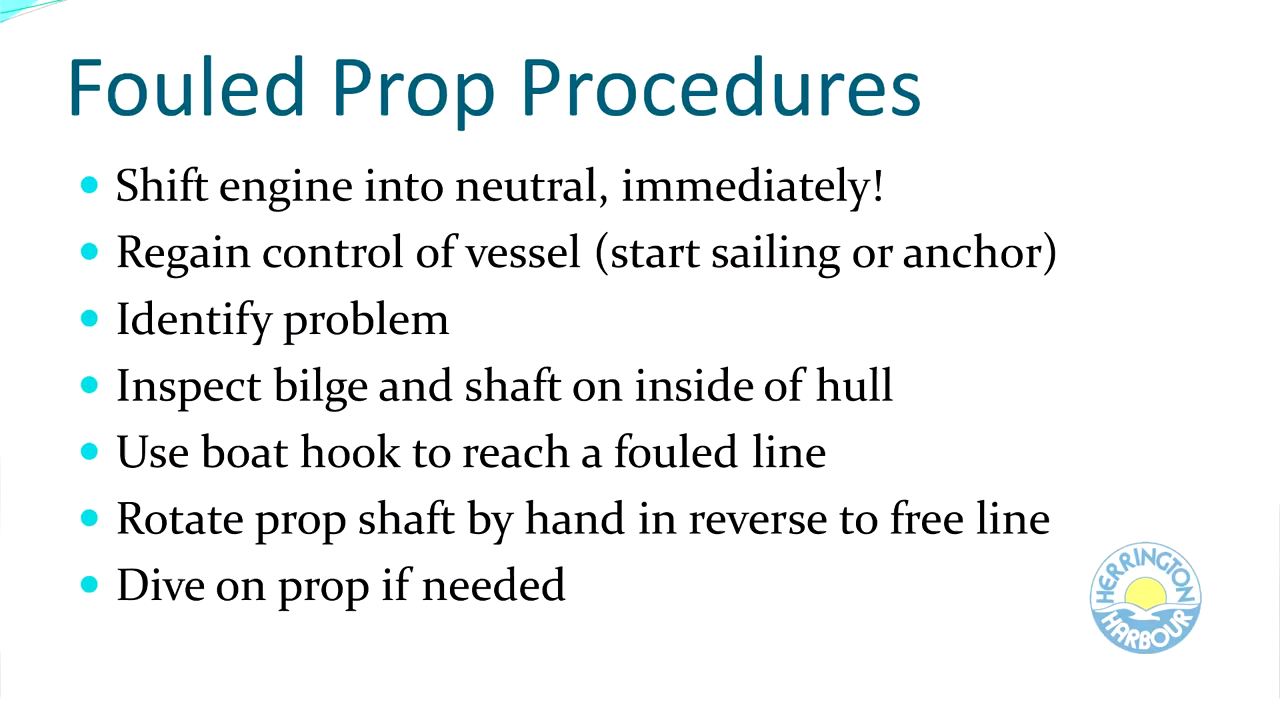 Fouled Prop Procedures
• Shift engine into neutral, immediately!
• Regain control of vessel (start sailing or anchor)
• Identify problem
• Inspect bilge and shaft on inside of hull
• Use boat hook to reach a fouled line
• Rotate prop shaft by hand in reverse to free line
• Dive on prop if needed
HERRINGTON
HARBOUR